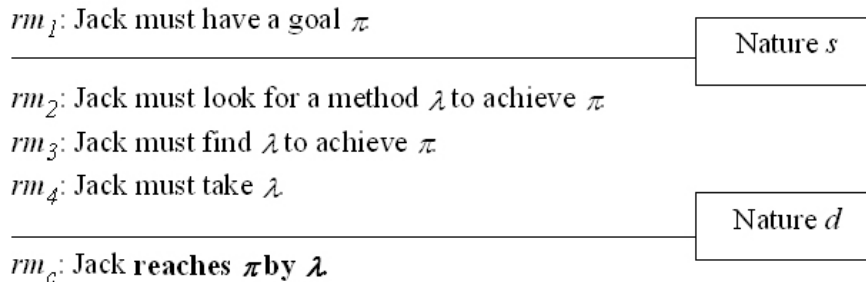 rm₁: Jack must have a goal π
Nature s
rm₂: Jack must look for a method λ to achieve π
rm₃: Jack must find λ to achieve π
rm₄: Jack must take λ
Nature d
rm_c: Jack reaches π by λ